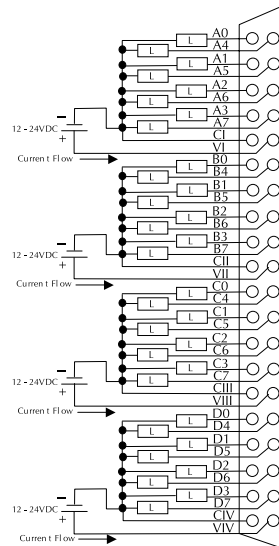 L A0
L A4
L A1
L A5
L A2
L A6
L A3
− L A7
12-24VDC CI
+ VI
Current Flow
L B0
L B4
L B1
L B5
L B2
L B6
L B3
− L B7
12-24VDC CII
+ VII
Current Flow
L C0
L C4
L C1
L C5
L C2
L C6
L C3
− L C7
12-24VDC CIII
+ VIII
Current Flow
L D0
L D4
L D1
L D5
L D2
L D6
L D3
− L D7
12-24VDC CIV
+ VIV
Current Flow